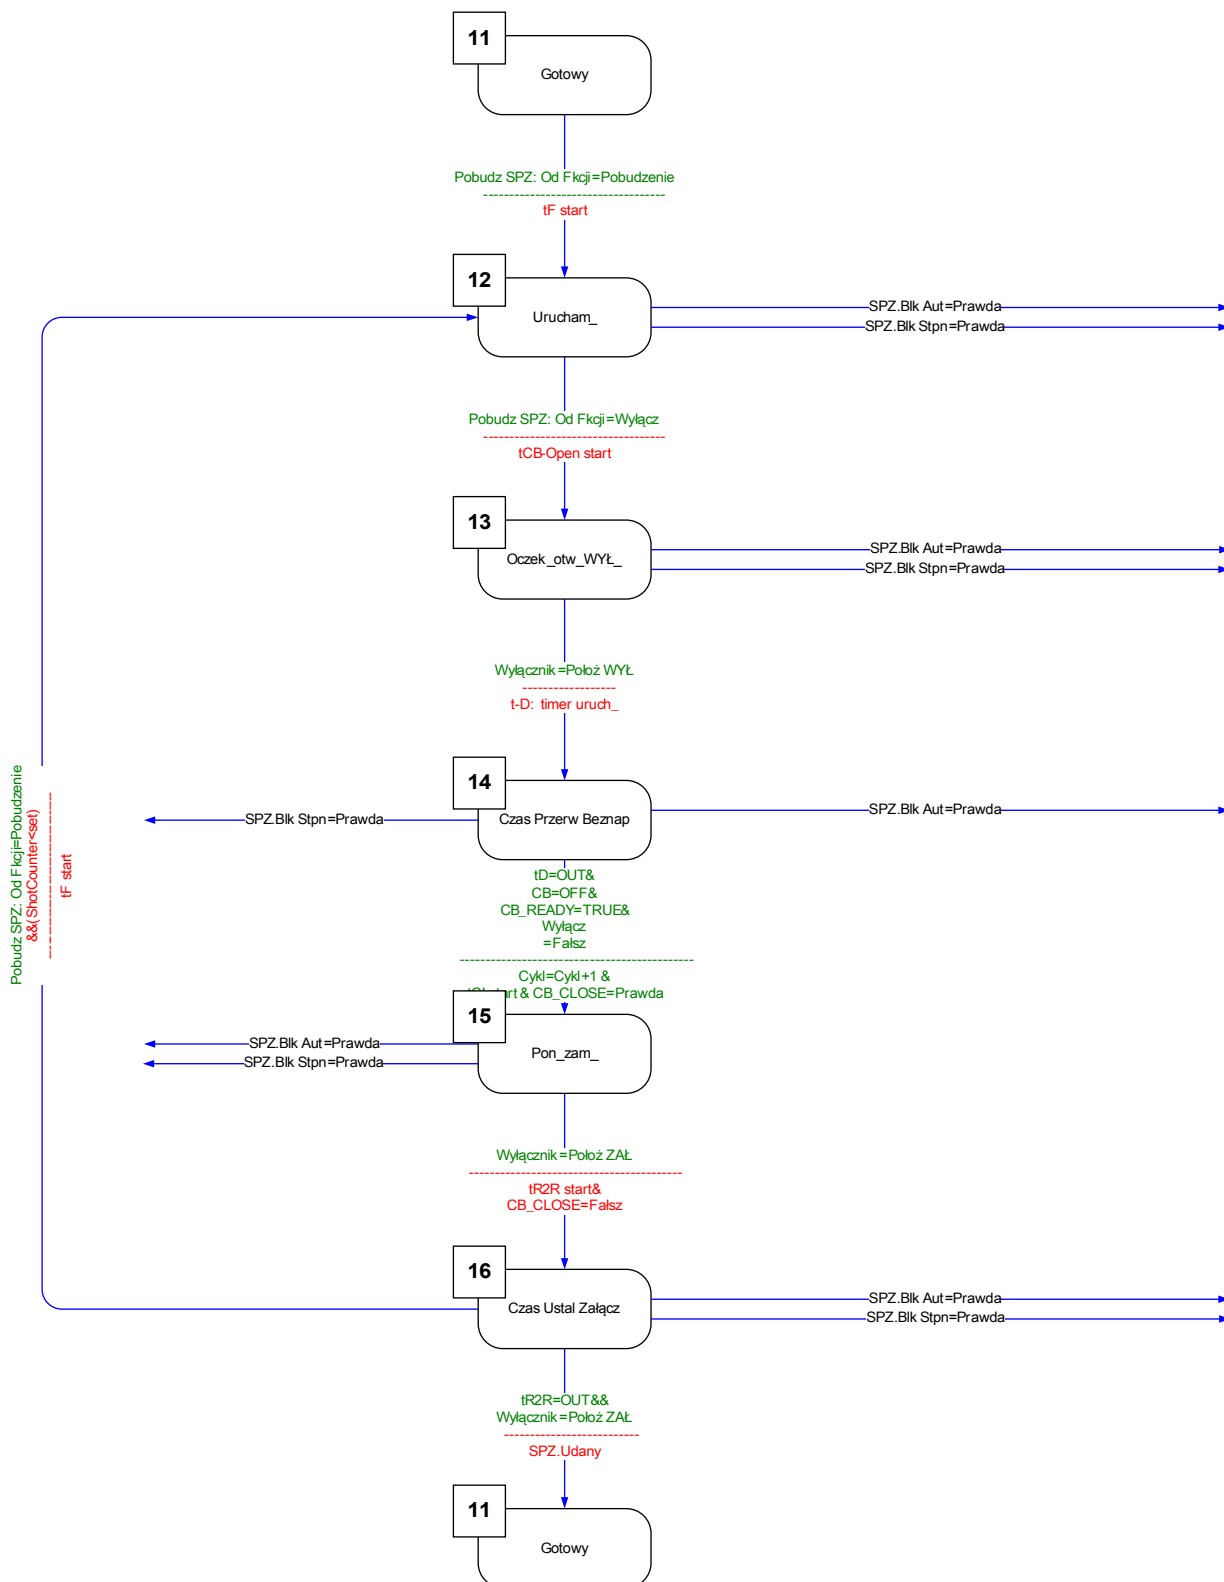 11
Gotowy
Pobudz SPZ: Od Fkcji=Pobudzenie
-----------------------------------
tF start
12
Urucham_
SPZ.Blk Aut=Prawda
SPZ.Blk Stpn=Prawda
Pobudz SPZ: Od Fkcji=Wyłącz
-----------------------------------
tCB-Open start
13
Oczek_otw_WYŁ_
SPZ.Blk Aut=Prawda
SPZ.Blk Stpn=Prawda
Wyłącznik=Położ WYŁ
------------------
t-D: timer uruch_
14
Czas Przerw Beznap
SPZ.Blk Stpn=Prawda
SPZ.Blk Aut=Prawda
Pobudz SPZ: Od Fkcji=Pobudzenie
&&(ShotCounter<set)
--------------------------------
tF start
tD=OUT&
CB=OFF&
CB_READY=TRUE&
Wyłącz
=Fałsz
---------------------------------------------
Cykl=Cykl+1 &
& CB_CLOSE=Prawda
15
Pon_zam_
SPZ.Blk Aut=Prawda
SPZ.Blk Stpn=Prawda
Wyłącznik=Położ ZAŁ
-----------------------------------------
tR2R start&
CB_CLOSE=Fałsz
16
Czas Ustal Załącz
SPZ.Blk Aut=Prawda
SPZ.Blk Stpn=Prawda
tR2R=OUT&&
Wyłącznik=Położ ZAŁ
--------------------------
SPZ.Udany
11
Gotowy